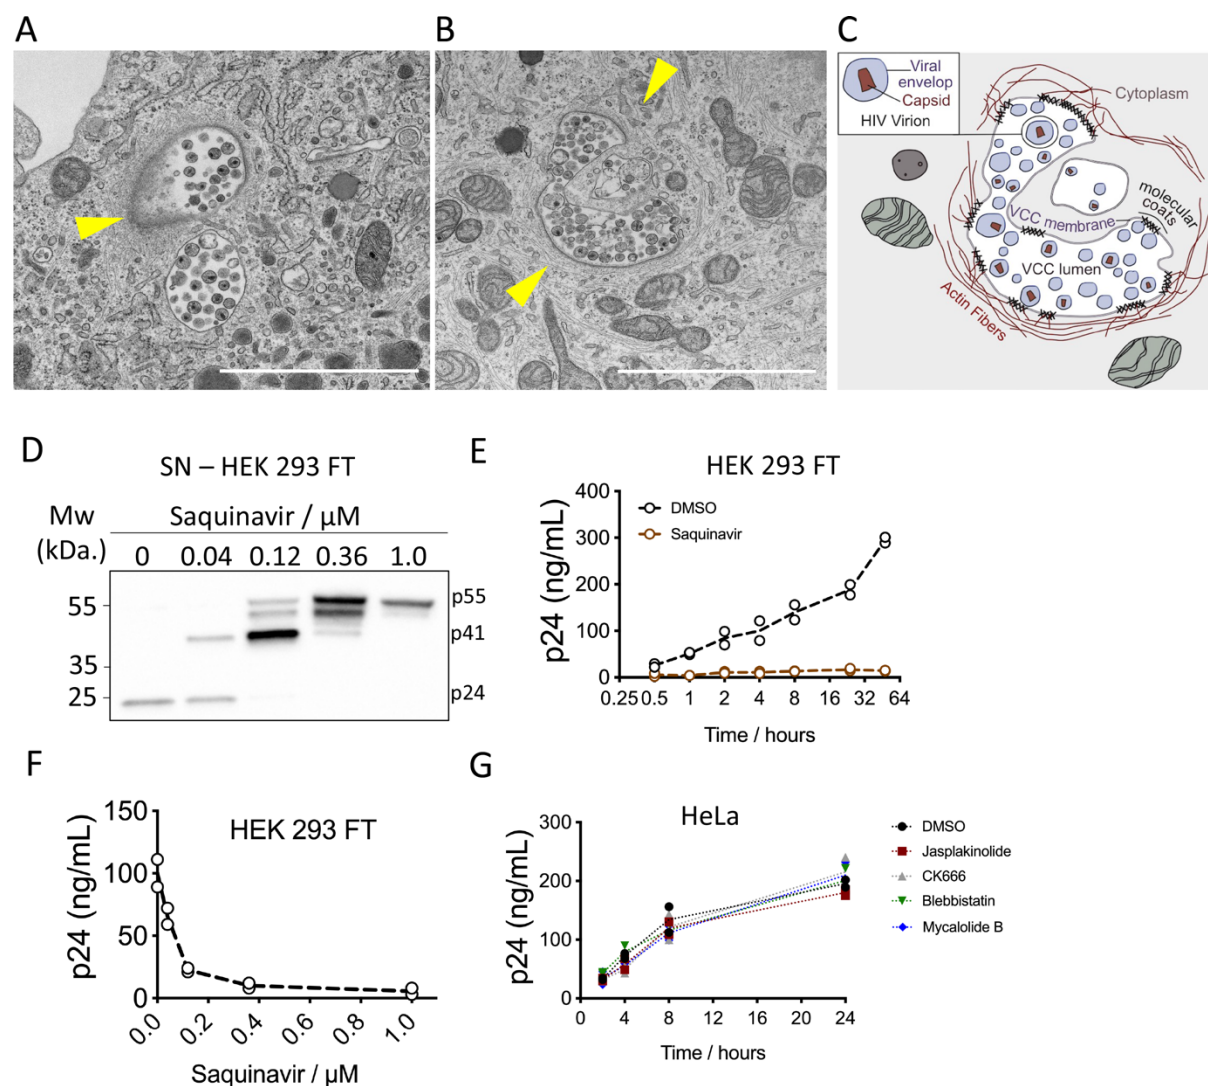 A
B
C
Viral
envelop
Capsid
HIV Virion
Cytoplasm
molecular
coats
VCC membrane
VCC lumen
Actin Fibers
D
SN – HEK 293 FT
Mw
(kDa.)
Saquinavir / µM
0 0.04 0.12 0.36 1.0
55
35
25
p55
p41
p24
E
HEK 293 FT
DMSO
Saquinavir
p24 (ng/mL)
400
300
200
100
0
0.25 0.5 1 2 4 8 16 32 64
Time / hours
F
HEK 293 FT
p24 (ng/mL)
150
100
50
0
0.0 0.2 0.4 0.6 0.8 1.0
Saquinavir / µM
G
HeLa
p24 (ng/mL)
300
200
100
0
0 4 8 12 16 20 24
Time / hours
DMSO
Jasplakinolide
CK666
Blebbistatin
Mycalolide B